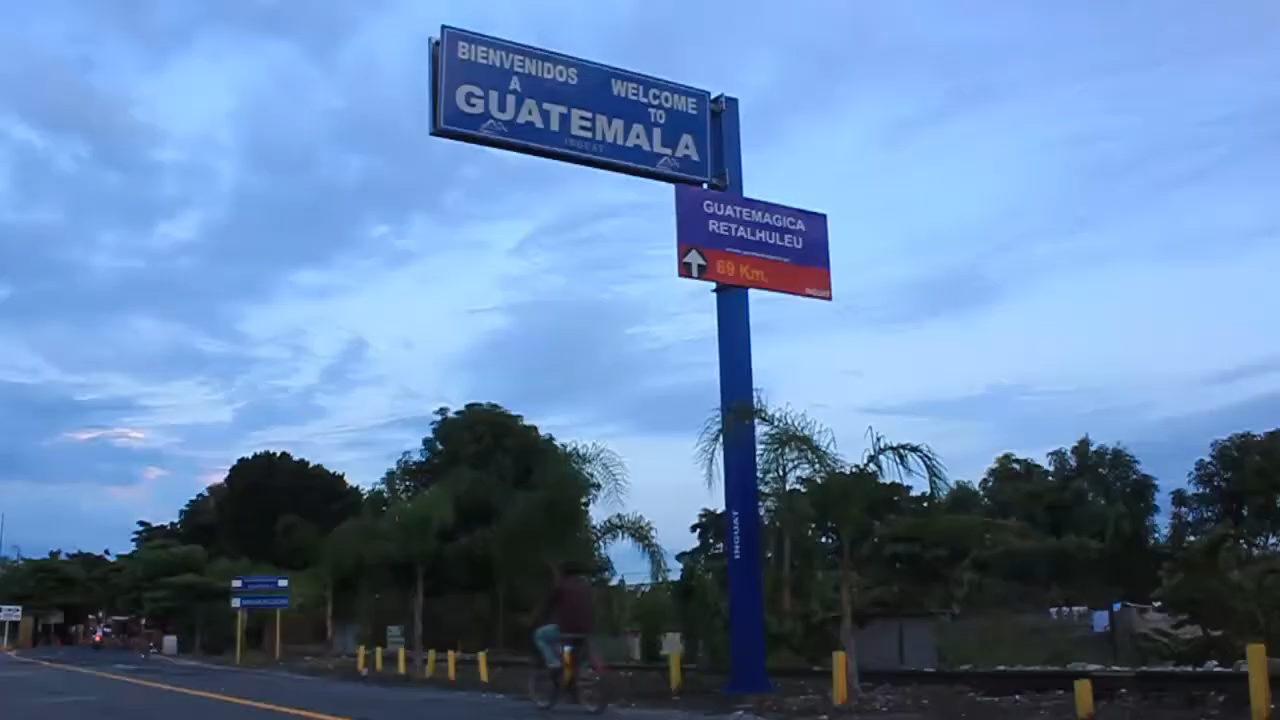 BIENVENIDOS
A
WELCOME
TO
GUATEMALA
INGUAT
GUATEMAGICA
RETALHULEU
69 Km.
INGUAT
INGUAT